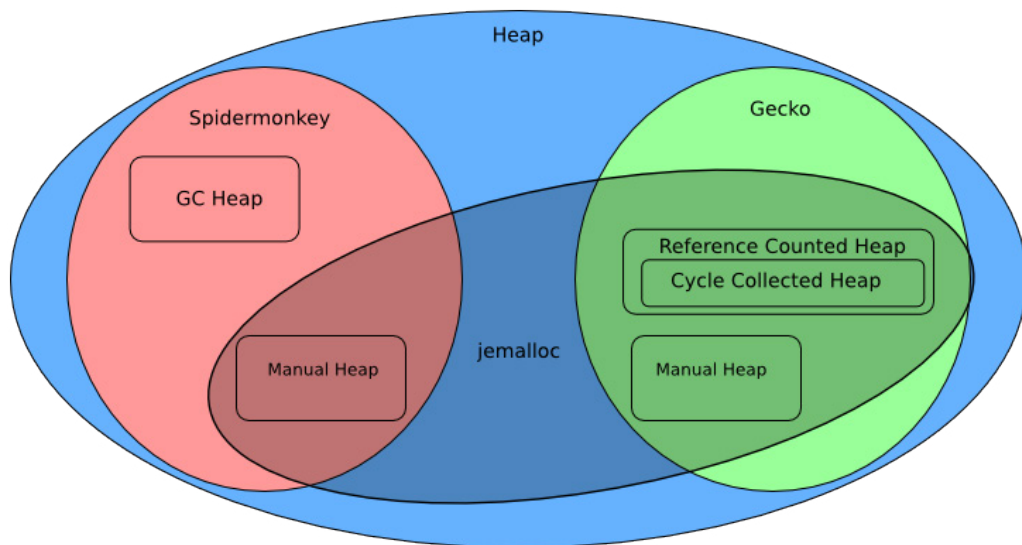 Heap
Spidermonkey
Gecko
GC Heap
Reference Counted Heap
Cycle Collected Heap
jemalloc
Manual Heap
Manual Heap